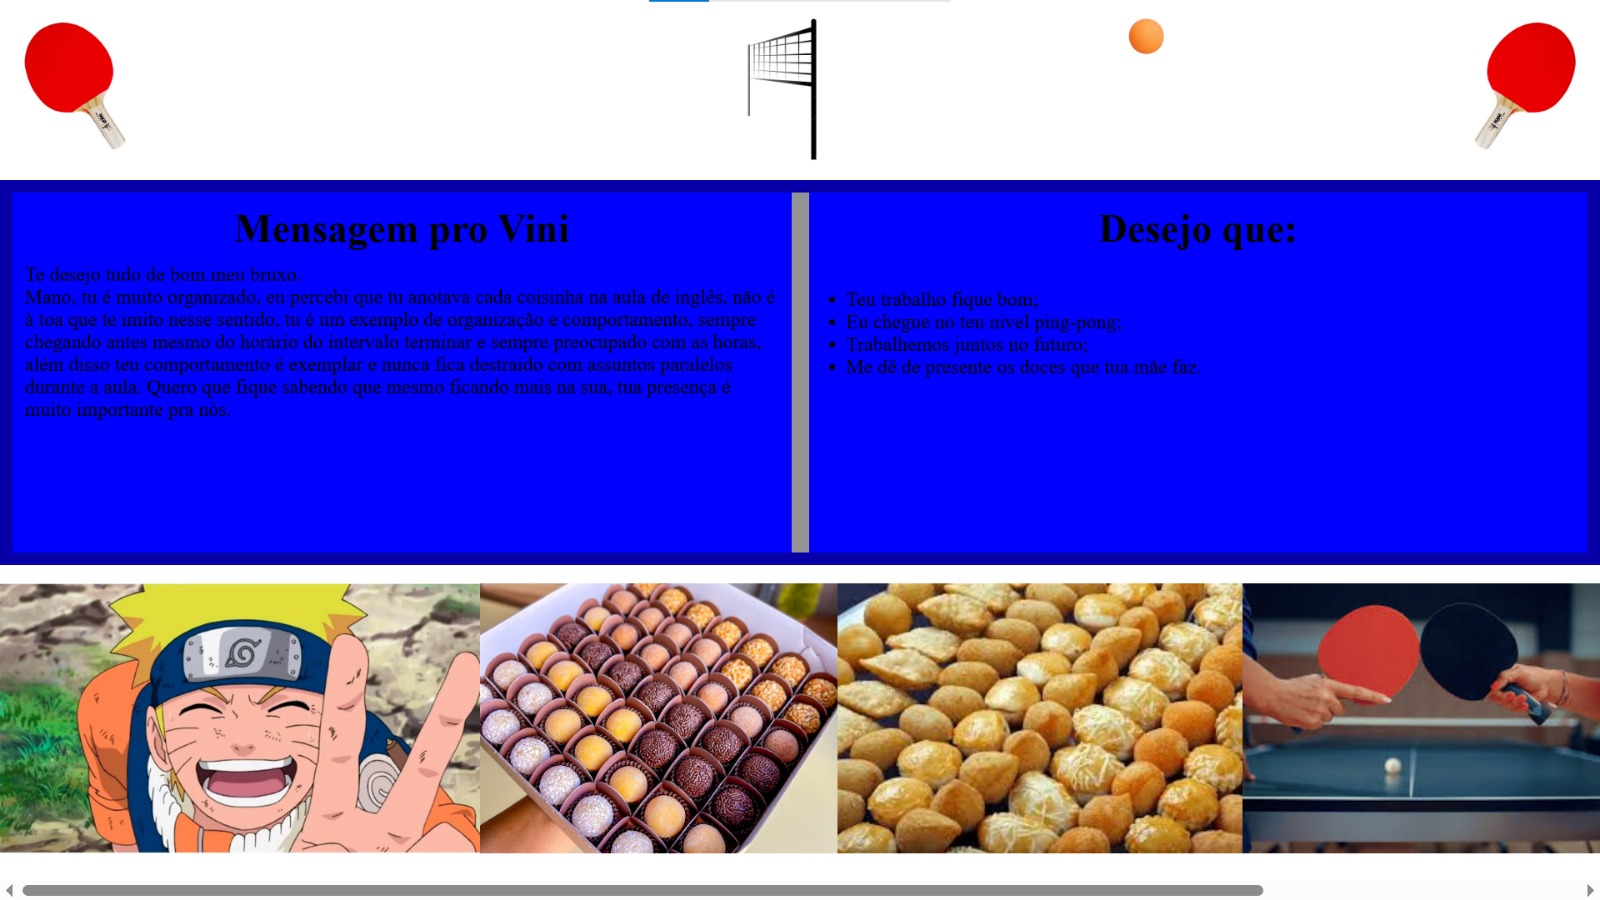 Mensagem pro Vini
Te desejo tudo de bom meu bruxo.
Mano, tu é muito organizado, eu percebi que tu anotava cada coisinha na aula de inglês, não é
à toa que te imito nesse sentido, tu é um exemplo de organização e comportamento, sempre
chegando antes mesmo do horário do intervalo terminar e sempre preocupado com as horas,
além disso teu comportamento é exemplar e nunca fica destraido com assuntos paralelos
durante a aula. Quero que fique sabendo que mesmo ficando mais na sua, tua presença é
muito importante pra nós.
Desejo que:
• Teu trabalho fique bom;
• Eu chegue no teu nivel ping-pong;
• Trabalhemos juntos no futuro;
• Me dê de presente os doces que tua mãe faz.